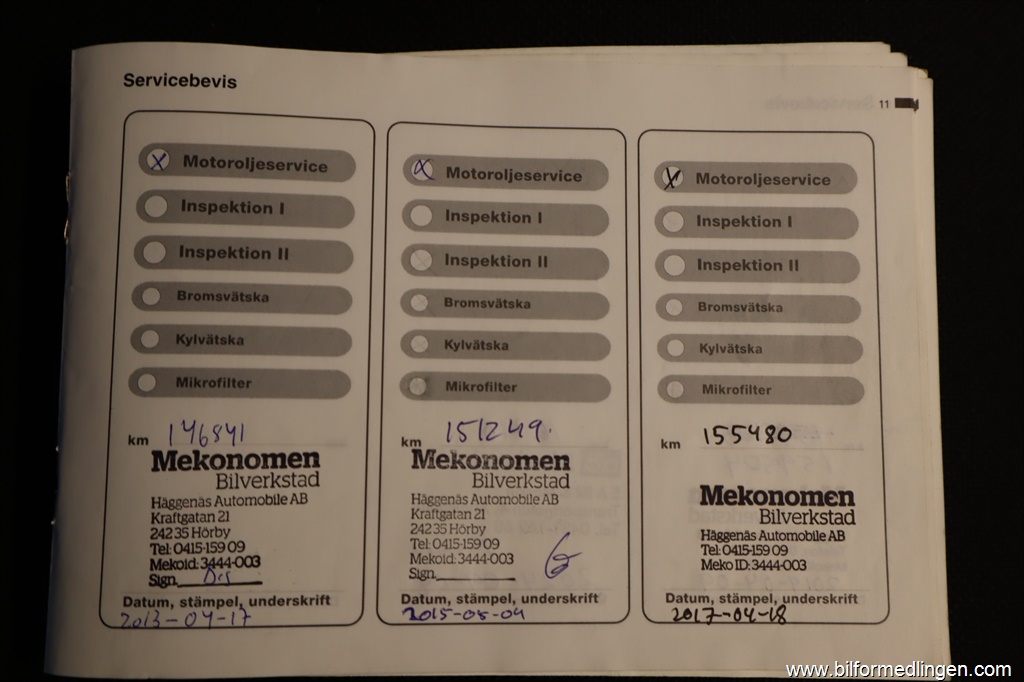 Servicebevis
11
X Motoroljeservice
Inspektion I
Inspektion II
Bromsvätska
Kylvätska
Mikrofilter
km 146841
Mekonomen
Bilverkstad
Häggenäs Automobile AB
Kraftgatan 21
242 35 Hörby
Tel: 0415-159 09
Mekoid: 3444-003
Sign.
Datum, stämpel, underskrift
2013-04-17
X Motoroljeservice
Inspektion I
Inspektion II
Bromsvätska
Kylvätska
Mikrofilter
km 151249.
Mekonomen
Bilverkstad
Häggenäs Automobile AB
Kraftgatan 21
242 35 Hörby
Tel: 0415-159 09
Mekoid: 3444-003
Sign.
Datum, stämpel, underskrift
2015-05-04
X Motoroljeservice
Inspektion I
Inspektion II
Bromsvätska
Kylvätska
Mikrofilter
km 155480
Mekonomen
Bilverkstad
Häggenäs Automobile AB
Tel: 0415-159 09
Meko ID: 3444-003
Datum, stämpel, underskrift
2017-04-18
www.bilformedlingen.com